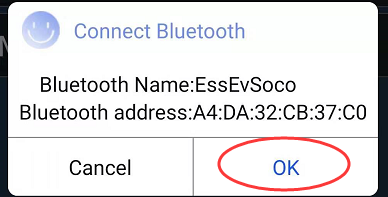 Connect Bluetooth
Bluetooth Name:EssEvSoco
Bluetooth address:A4:DA:32:CB:37:C0
Cancel
OK